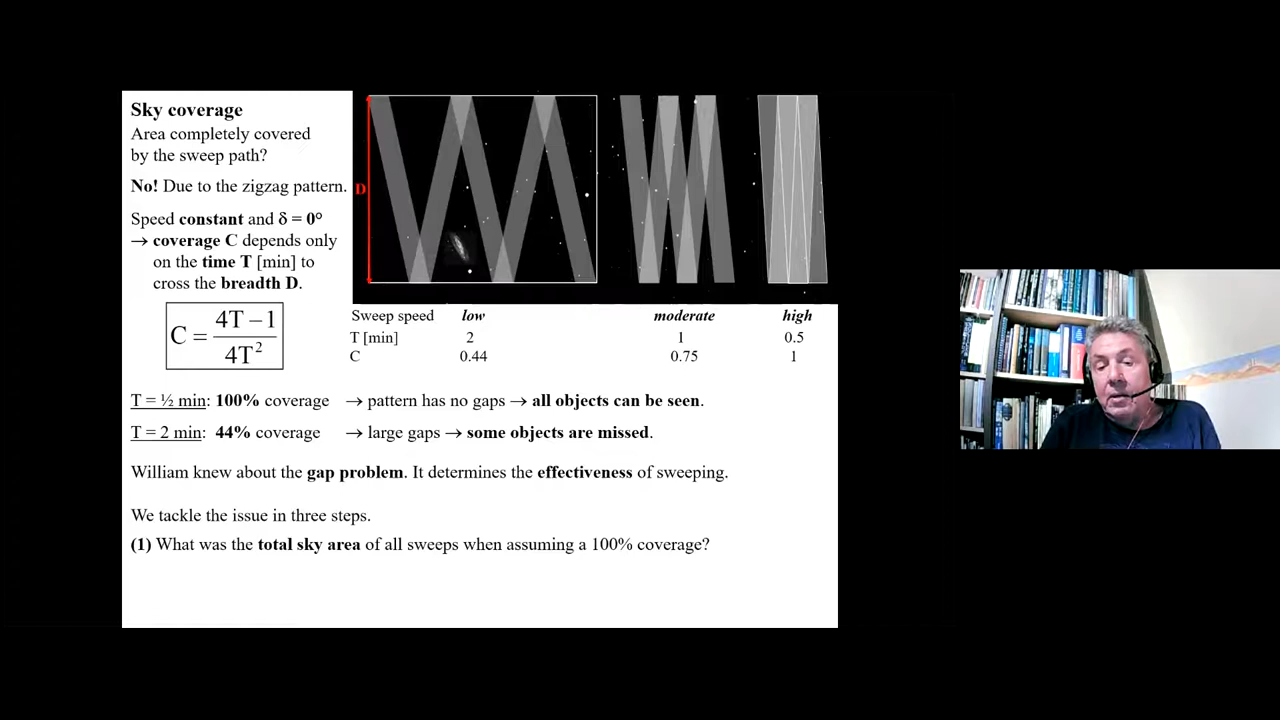 Sky coverage
Area completely covered
by the sweep path?
No! Due to the zigzag pattern.
D
Speed constant and δ = 0°
→ coverage C depends only
on the time T [min] to
cross the breadth D.
C = (4T – 1) / 4T²
Sweep speed low moderate high
T [min] 2 1 0.5
C 0.44 0.75 1
T = ½ min: 100% coverage → pattern has no gaps → all objects can be seen.
T = 2 min: 44% coverage → large gaps → some objects are missed.
William knew about the gap problem. It determines the effectiveness of sweeping.
We tackle the issue in three steps.
(1) What was the total sky area of all sweeps when assuming a 100% coverage?